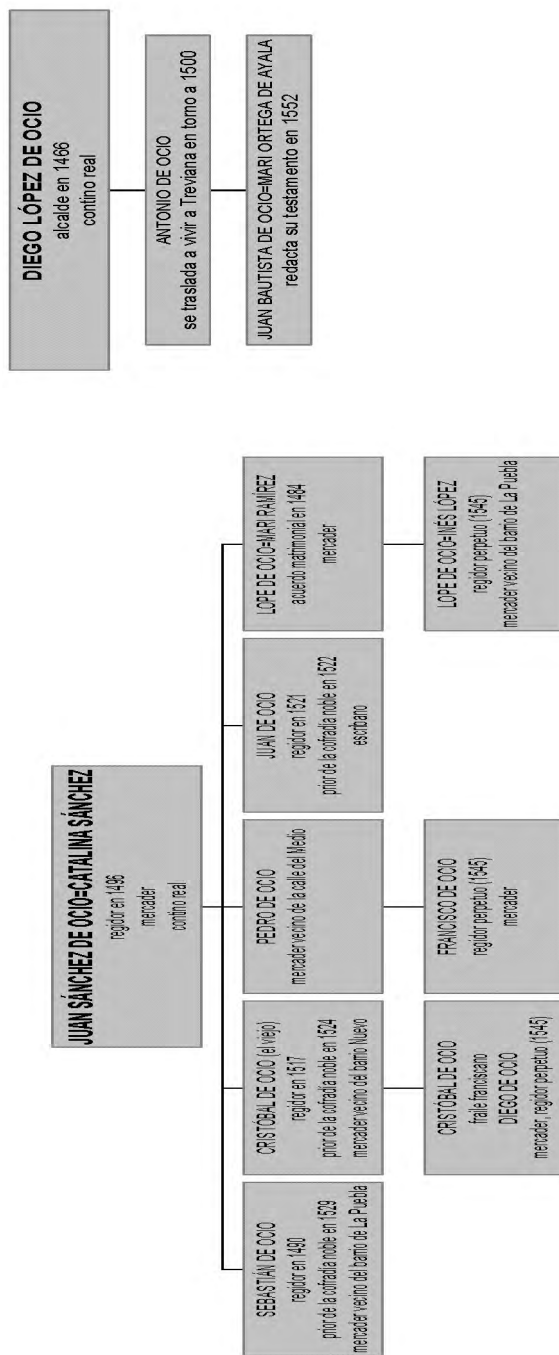 JUAN SÁNCHEZ DE OCIO=CATALINA SÁNCHEZ
regidor en 1496
mercader
contino real
SEBASTIÁN DE OCIO
regidor en 1490
prior de la cofradía noble en 1529
mercader vecino del barrio de La Puebla
CRISTÓBAL DE OCIO (el viejo)
regidor en 1517
prior de la cofradía noble en 1524
mercader vecino del barrio Nuevo
PEDRO DE OCIO
mercader vecino de la calle del Medio
JUAN DE OCIO
regidor en 1521
prior de la cofradía noble en 1522
escribano
LOPE DE OCIO=MARI RAMÍREZ
acuerdo matrimonial en 1484
mercader
CRISTÓBAL DE OCIO
fraile franciscano
DIEGO DE OCIO
mercader, regidor perpetuo (1545)
FRANCISCO DE OCIO
regidor perpetuo (1545)
mercader
LOPE DE OCIO=INÉS LÓPEZ
regidor perpetuo (1545)
mercader vecino del barrio de La Puebla
DIEGO LÓPEZ DE OCIO
alcalde en 1466
contino real
ANTONIO DE OCIO
se traslada a vivir a Treviana en torno a 1500
JUAN BAUTISTA DE OCIO=MARI ORTEGA DE AYALA
redacta su testamento en 1552